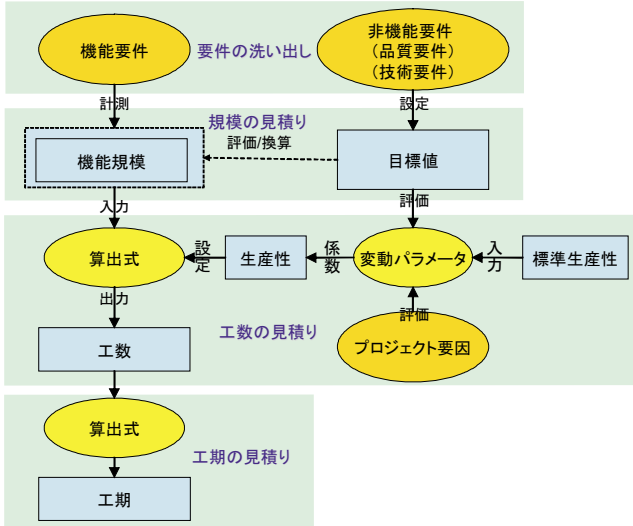 機能要件
要件の洗い出し
非機能要件
（品質要件）
（技術要件）
計測
設定
規模の見積り
評価/換算
機能規模
目標値
入力
評価
算出式
設定
生産性
係数
変動パラメータ
入力
標準生産性
出力
評価
工数の見積り
工数
プロジェクト要因
算出式
工期の見積り
工期